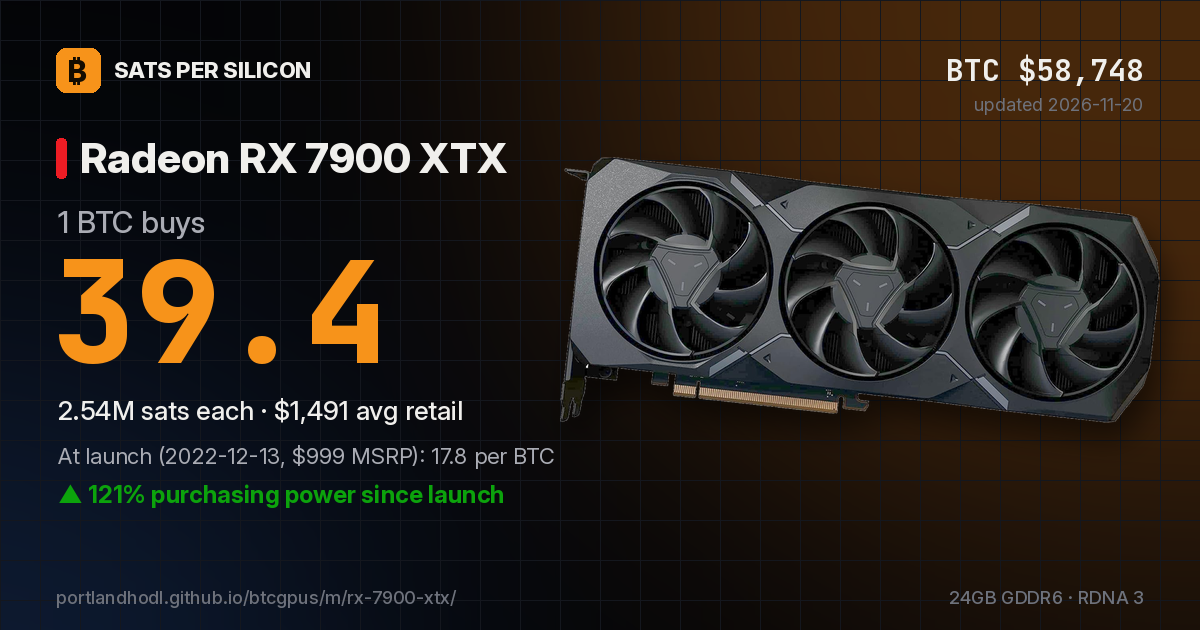 ₿ SATS PER SILICON
BTC $58,748
updated 2026-11-20
Radeon RX 7900 XTX
1 BTC buys
39.4
2.54M sats each · $1,491 avg retail
At launch (2022-12-13, $999 MSRP): 17.8 per BTC
▲ 121% purchasing power since launch
portlandhodl.github.io/btcgpus/m/rx-7900-xtx/
24GB GDDR6 · RDNA 3